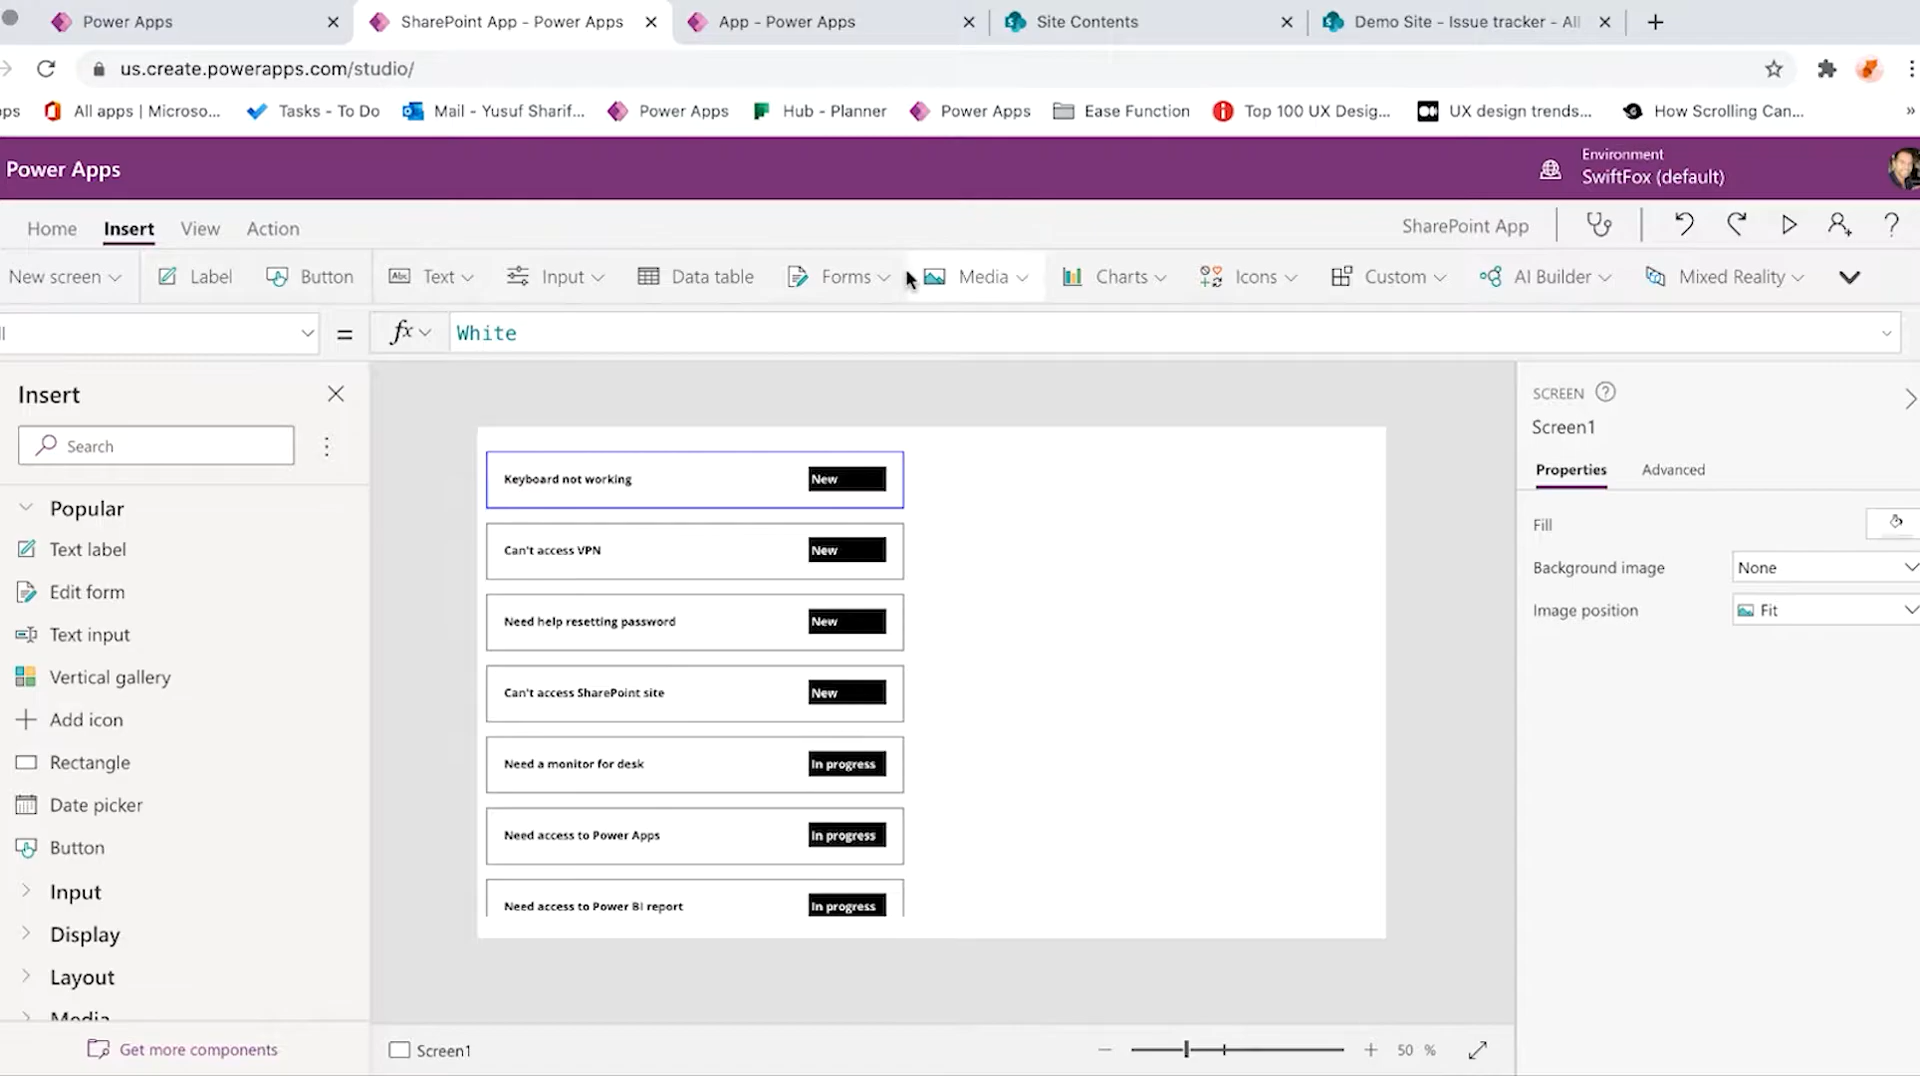 Power Apps
SharePoint App - Power Apps
App - Power Apps
Site Contents
Demo Site - Issue tracker - All
us.create.powerapps.com/studio/
ps
All apps | Microso...
Tasks - To Do
Mail - Yusuf Sharif...
Power Apps
Hub - Planner
Power Apps
Ease Function
Top 100 UX Desig...
UX design trends...
How Scrolling Can...
»
Power Apps
Environment
SwiftFox (default)
Home
Insert
View
Action
SharePoint App
New screen
Label
Button
Abc
Text
Input
Data table
Forms
Media
Charts
Icons
Custom
AI Builder
Mixed Reality
=
fx
White
Insert
Search
Popular
Text label
Edit form
Text input
Vertical gallery
Add icon
Rectangle
Date picker
Button
Input
Display
Layout
Media
Get more components
Keyboard not working
New
Can't access VPN
New
Need help resetting password
New
Can't access SharePoint site
New
Need a monitor for desk
In progress
Need access to Power Apps
In progress
Need access to Power BI report
In progress
Screen1
50 %
SCREEN
Screen1
Properties
Advanced
Fill
Background image
None
Image position
Fit